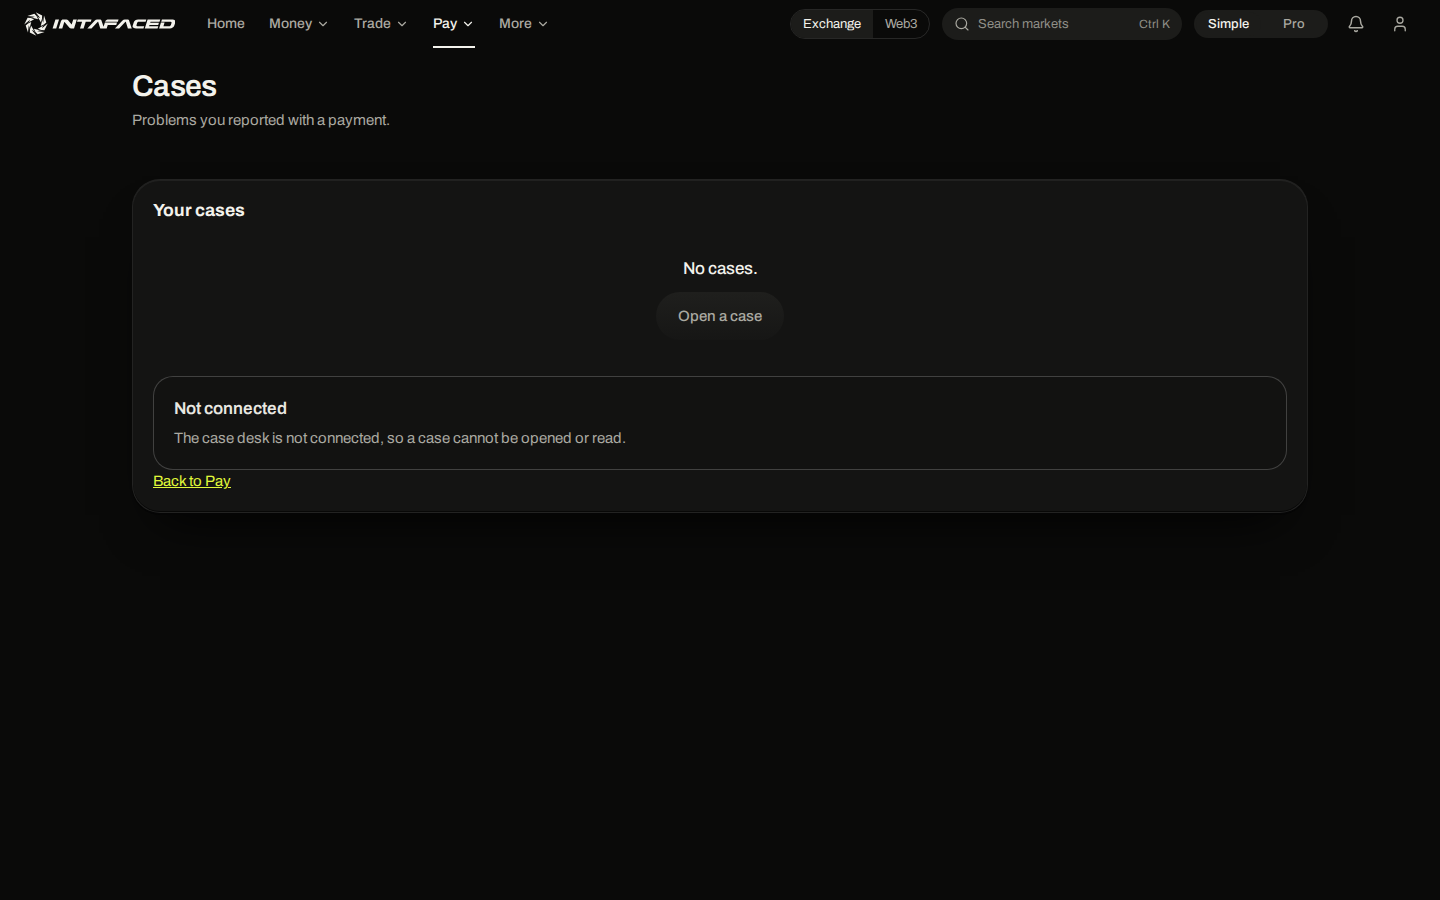 INTAFACED
Home
Money
Trade
Pay
More
Exchange
Web3
Search markets
Ctrl K
Simple
Pro
Cases
Problems you reported with a payment.
Your cases
No cases.
Open a case
Not connected
The case desk is not connected, so a case cannot be opened or read.
Back to Pay